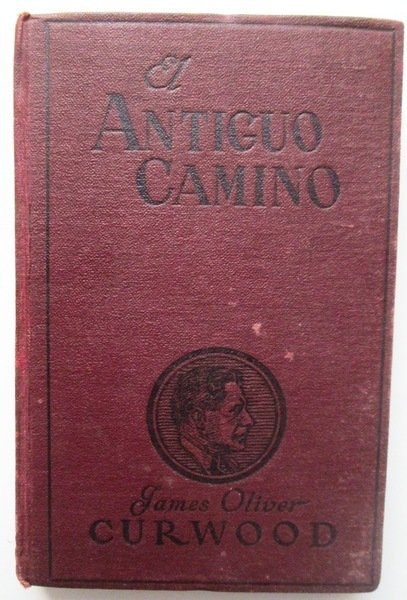 El
ANTIGUO
CAMINO
James Oliver
CURWOOD